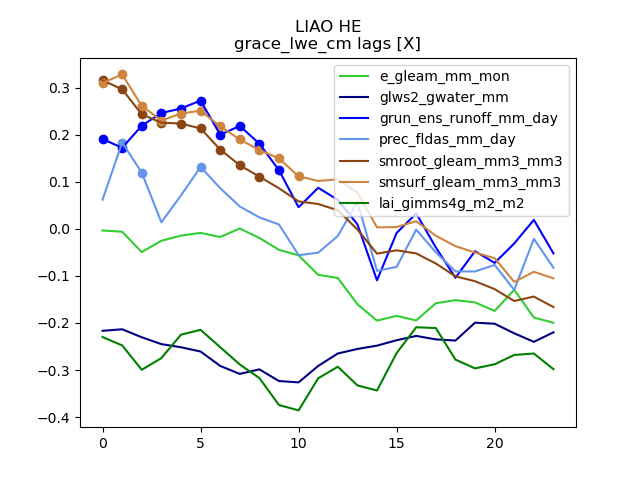 LIAO HE
grace_lwe_cm lags [X]
e_gleam_mm_mon
glws2_gwater_mm
grun_ens_runoff_mm_day
prec_fldas_mm_day
smroot_gleam_mm3_mm3
smsurf_gleam_mm3_mm3
lai_gimms4g_m2_m2
0.3
0.2
0.1
0.0
−0.1
−0.2
−0.3
−0.4
0 5 10 15 20